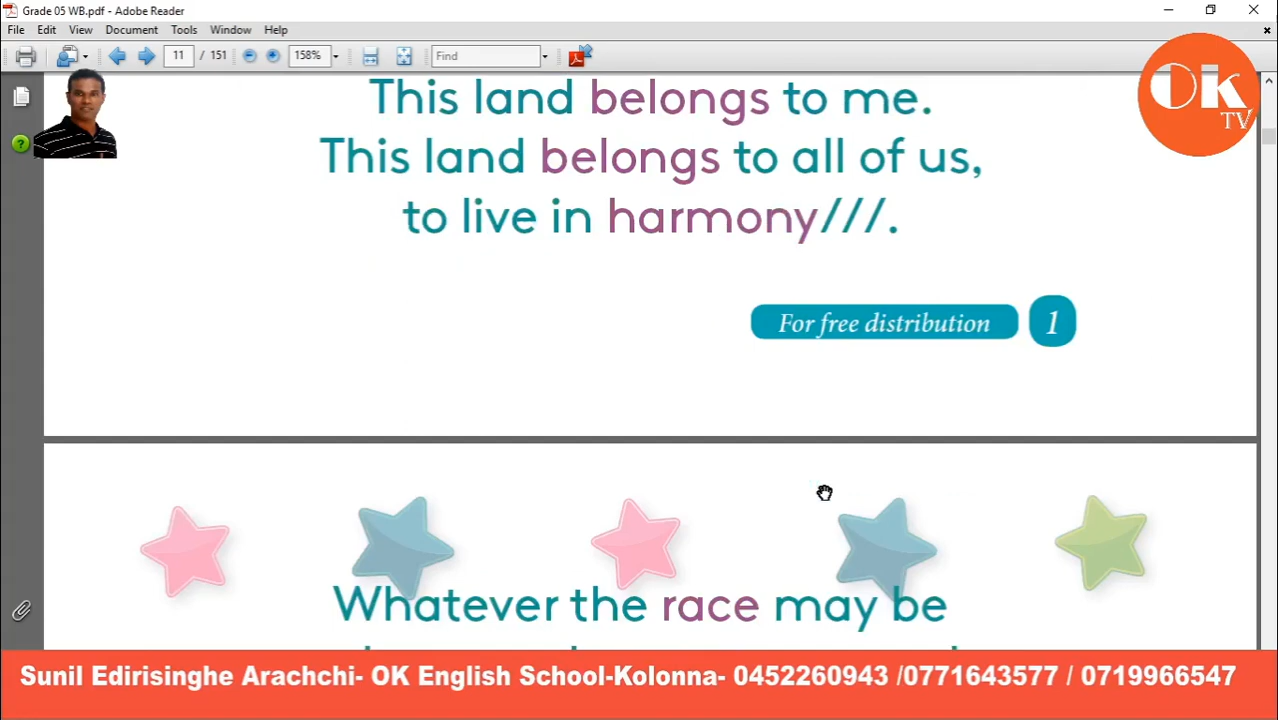 Grade 05 WB.pdf - Adobe Reader
File Edit View Document Tools Window Help
11 / 151 158% Find
OK
TV
This land belongs to me.
This land belongs to all of us,
to live in harmony///.
For free distribution 1
Whatever the race may be
Sunil Edirisinghe Arachchi- OK English School-Kolonna- 0452260943 /0771643577 / 0719966547